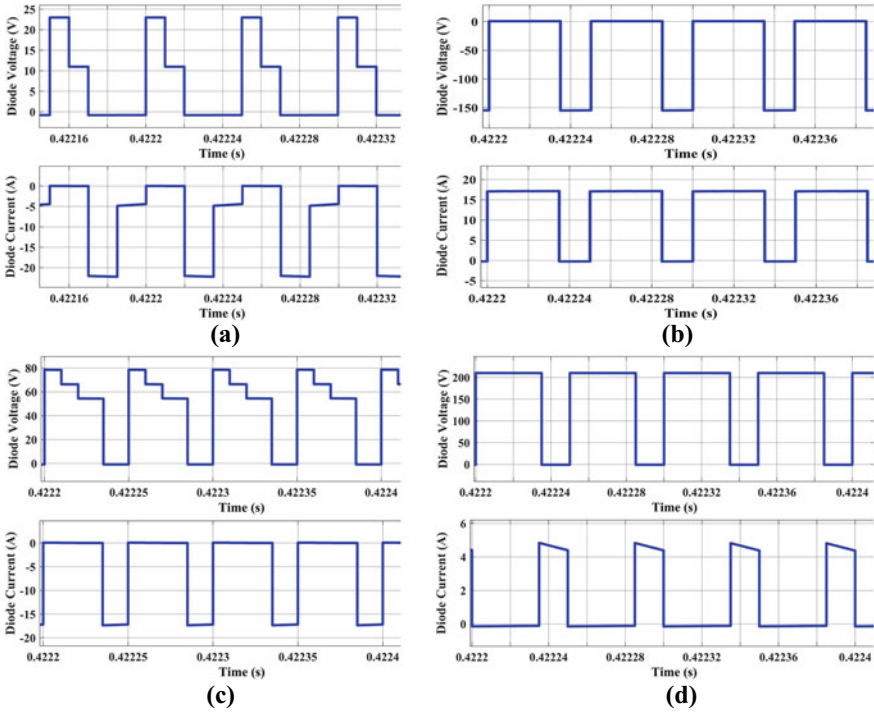 Diode Voltage (V)
25
20
15
10
5
0
0.42216 0.4222 0.42224 0.42228 0.42232
Time (s)
Diode Current (A)
0
-5
-10
-15
-20
0.42216 0.4222 0.42224 0.42228 0.42232
Time (s)
(a)
Diode Voltage (V)
0
-50
-100
-150
0.4222 0.42224 0.42228 0.42232 0.42236
Time (s)
Diode Current (A)
20
15
10
5
0
-5
0.4222 0.42224 0.42228 0.42232 0.42236
Time (s)
(b)
Diode Voltage (V)
80
60
40
20
0
0.4222 0.42225 0.4223 0.42235 0.4224
Time (s)
Diode Current (A)
0
-5
-10
-15
-20
0.4222 0.42225 0.4223 0.42235 0.4224
Time (s)
(c)
Diode Voltage (V)
200
150
100
50
0
0.4222 0.42224 0.42228 0.42232 0.42236 0.4224
Time (s)
Diode Current (A)
6
4
2
0
0.4222 0.42224 0.42228 0.42232 0.42236 0.4224
Time (s)
(d)